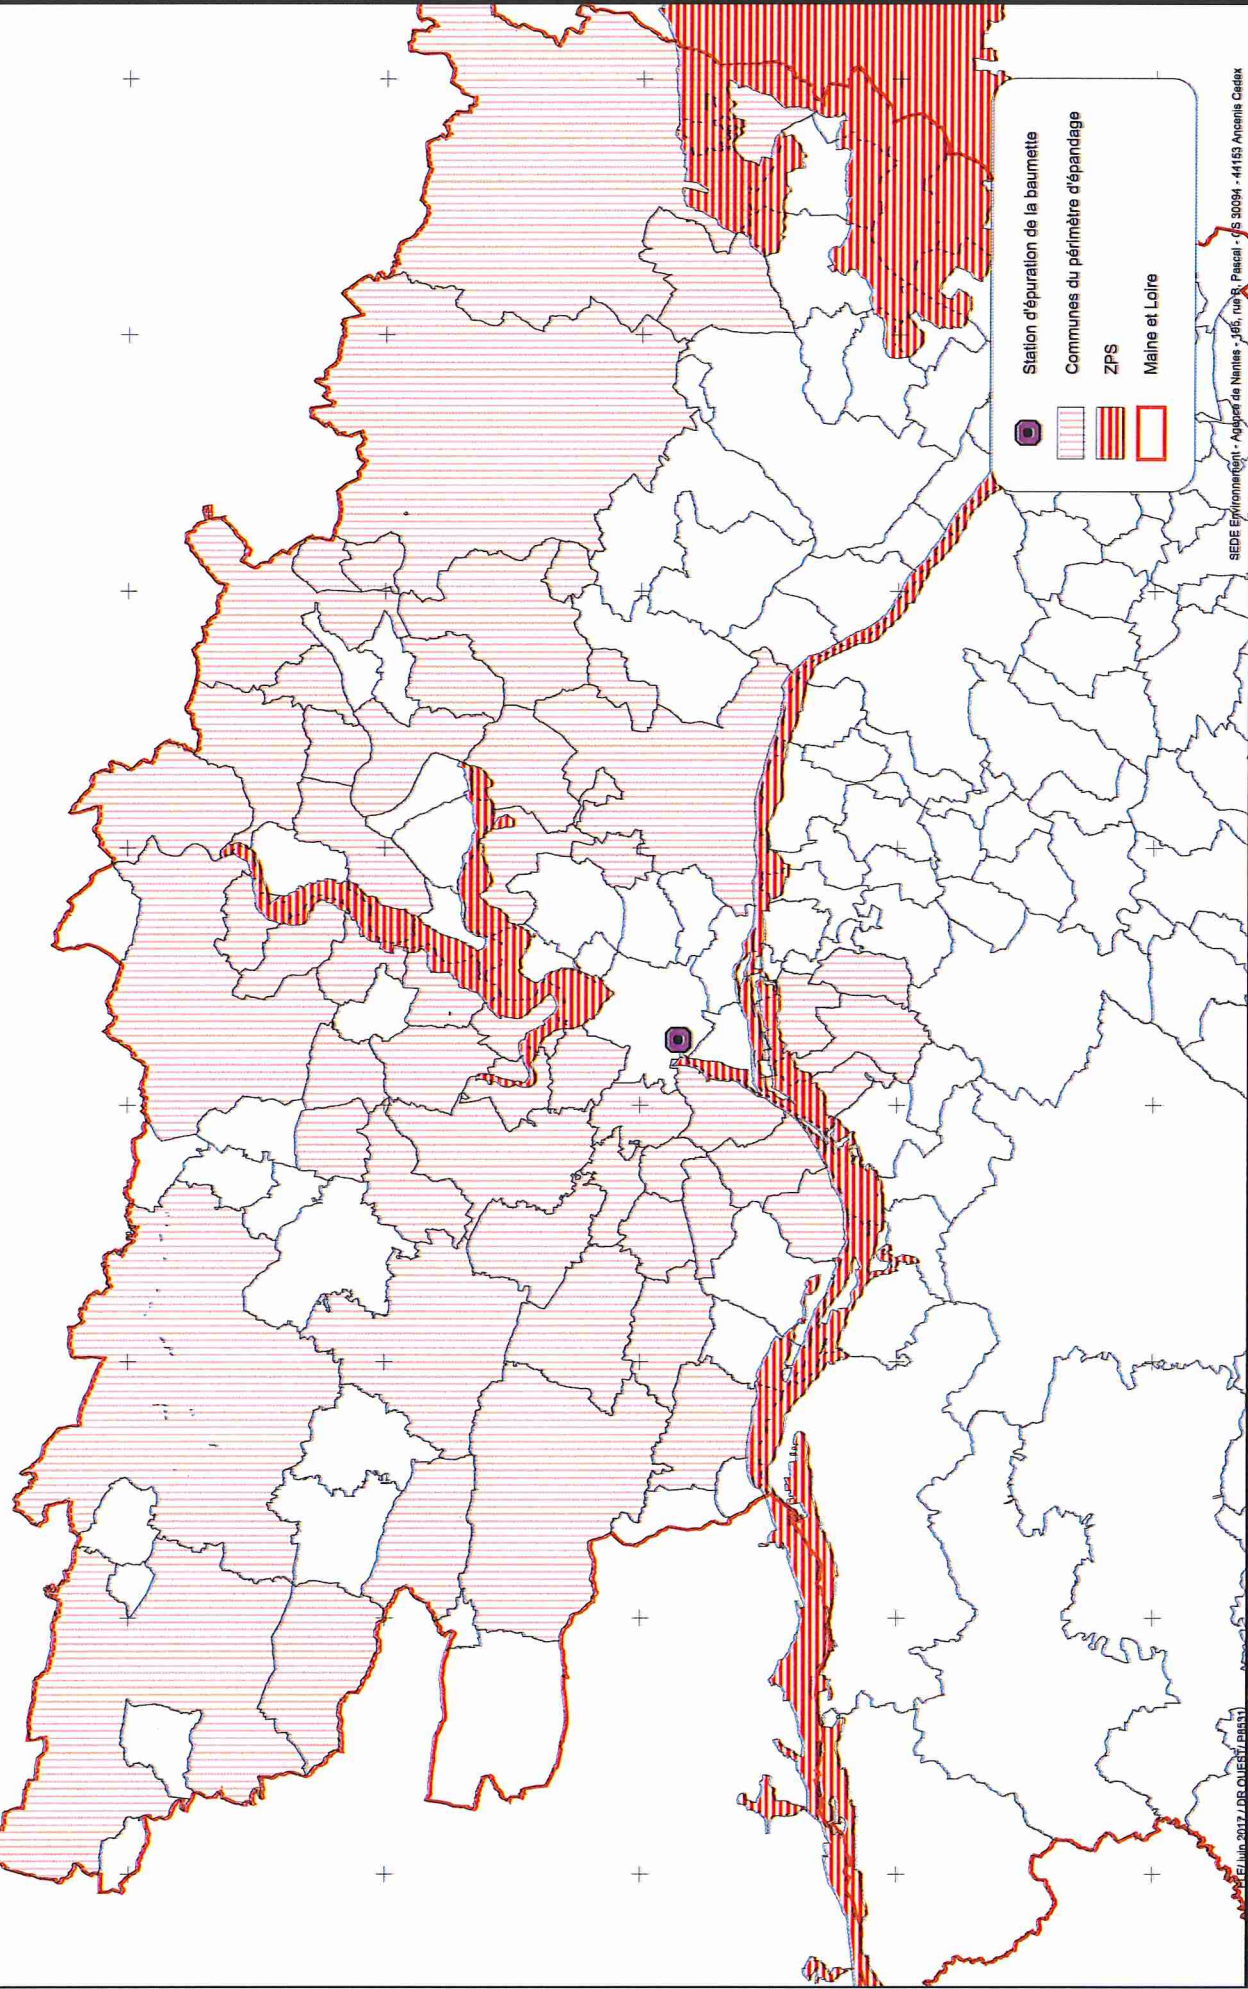 Station d'épuration de la baumette
Communes du périmètre d'épandage
ZPS
Maine et Loire
SEDE Environnement - Agence de Nantes - rue B. Pascal - CS 30094 - 44153 Ancenis Cedex
Juin 2017 / DR OUEST / P8531)